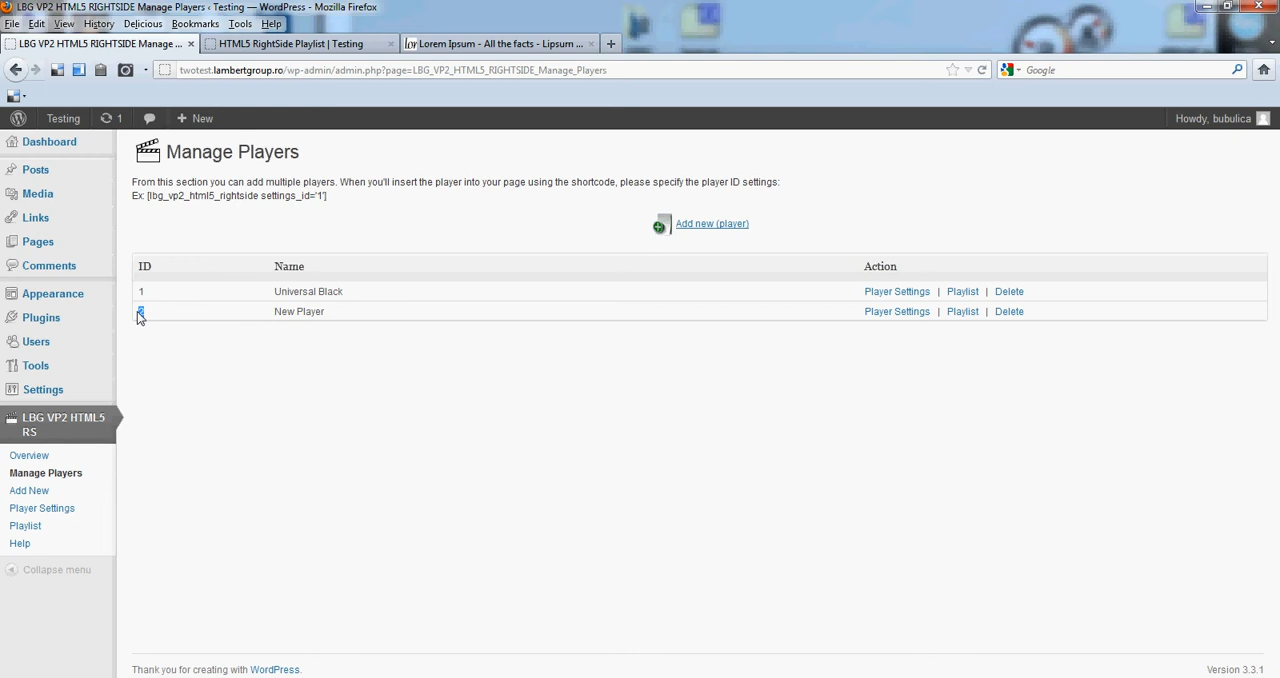 LBG VP2 HTML5 RIGHTSIDE Manage Players ‹ Testing — WordPress - Mozilla Firefox
File Edit View History Delicious Bookmarks Tools Help
LBG VP2 HTML5 RIGHTSIDE Manage ... HTML5 RightSide Playlist | Testing Lorem Ipsum - All the facts - Lipsum ...
twotest.lambertgroup.ro/wp-admin/admin.php?page=LBG_VP2_HTML5_RIGHTSIDE_Manage_Players Google
Testing 1 New Howdy, bubulica
Dashboard
Posts
Media
Links
Pages
Comments
Appearance
Plugins
Users
Tools
Settings
LBG VP2 HTML5
RS
Overview
Manage Players
Add New
Player Settings
Playlist
Help
Collapse menu
Manage Players
From this section you can add multiple players. When you'll insert the player into your page using the shortcode, please specify the player ID settings:
Ex: [lbg_vp2_html5_rightside settings_id='1']
Add new (player)
ID Name Action
1 Universal Black Player Settings | Playlist | Delete
New Player Player Settings | Playlist | Delete
Thank you for creating with WordPress. Version 3.3.1